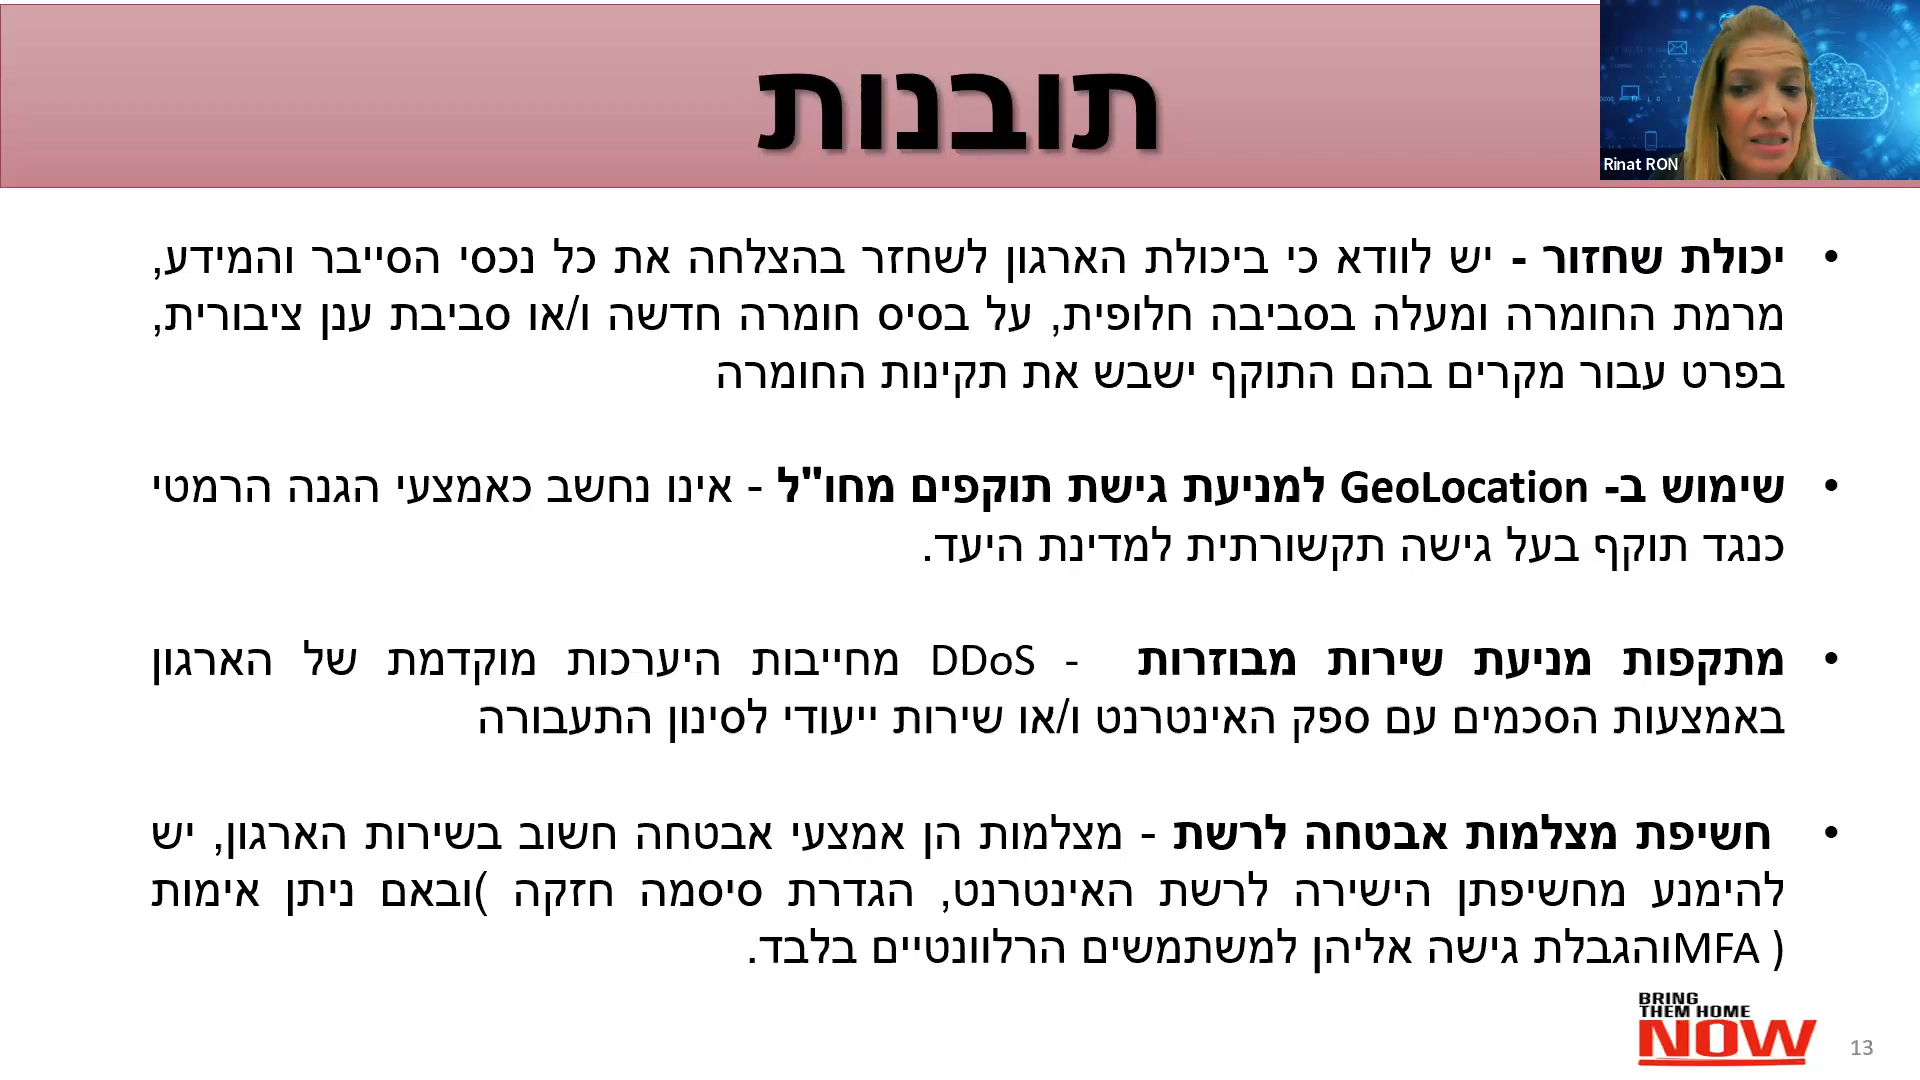 תובנות
Rinat RON
• יכולת שחזור - יש לוודא כי ביכולת הארגון לשחזר בהצלחה את כל נכסי הסייבר והמידע,
מרמת החומרה ומעלה בסביבה חלופית, על בסיס חומרה חדשה ו/או סביבת ענן ציבורית,
בפרט עבור מקרים בהם התוקף ישבש את תקינות החומרה
• שימוש ב- GeoLocation למניעת גישת תוקפים מחו"ל - אינו נחשב כאמצעי הגנה הרמטי
כנגד תוקף בעל גישה תקשורתית למדינת היעד.
• מתקפות מניעת שירות מבוזרות - DDoS מחייבות היערכות מוקדמת של הארגון
באמצעות הסכמים עם ספק האינטרנט ו/או שירות ייעודי לסינון התעבורה
• חשיפת מצלמות אבטחה לרשת - מצלמות הן אמצעי אבטחה חשוב בשירות הארגון, יש
להימנע מחשיפתן הישירה לרשת האינטרנט, הגדרת סיסמה חזקה )ובאם ניתן אימות
( MFAוהגבלת גישה אליהן למשתמשים הרלוונטיים בלבד.
BRING
THEM HOME
NOW
13